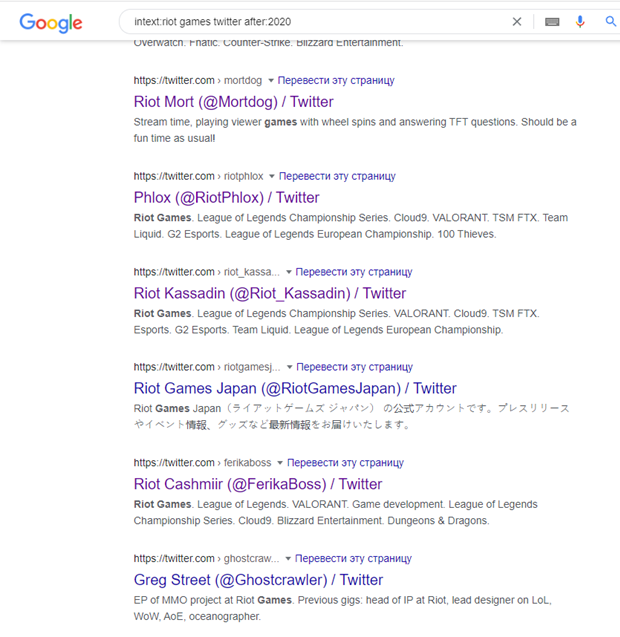 Google
intext:riot games twitter after:2020
Overwatch. Fnatic. Counter-Strike. Blizzard Entertainment.
https://twitter.com › mortdog Перевести эту страницу
Riot Mort (@Mortdog) / Twitter
Stream time, playing viewer games with wheel spins and answering TFT questions. Should be a
fun time as usual!
https://twitter.com › riotphlox Перевести эту страницу
Phlox (@RiotPhlox) / Twitter
Riot Games. League of Legends Championship Series. Cloud9. VALORANT. TSM FTX. Team
Liquid. G2 Esports. League of Legends European Championship. 100 Thieves.
https://twitter.com › riot_kassa... Перевести эту страницу
Riot Kassadin (@Riot_Kassadin) / Twitter
Riot Games. League of Legends Championship Series. VALORANT. Cloud9. TSM FTX.
Esports. G2 Esports. Team Liquid. League of Legends European Championship.
https://twitter.com › riotgamesj... Перевести эту страницу
Riot Games Japan (@RiotGamesJapan) / Twitter
Riot Games Japan（ライアットゲームズ ジャパン） の公式アカウントです。プレスリリース
やイベント情報、グッズなど最新情報をお届けいたします。
https://twitter.com › ferikaboss Перевести эту страницу
Riot Cashmiir (@FerikaBoss) / Twitter
Riot Games. League of Legends. VALORANT. Game development. League of Legends
Championship Series. Cloud9. Blizzard Entertainment. Dungeons & Dragons.
https://twitter.com › ghostcraw... Перевести эту страницу
Greg Street (@Ghostcrawler) / Twitter
EP of MMO project at Riot Games. Previous gigs: head of IP at Riot, lead designer on LoL,
WoW, AoE, oceanographer.